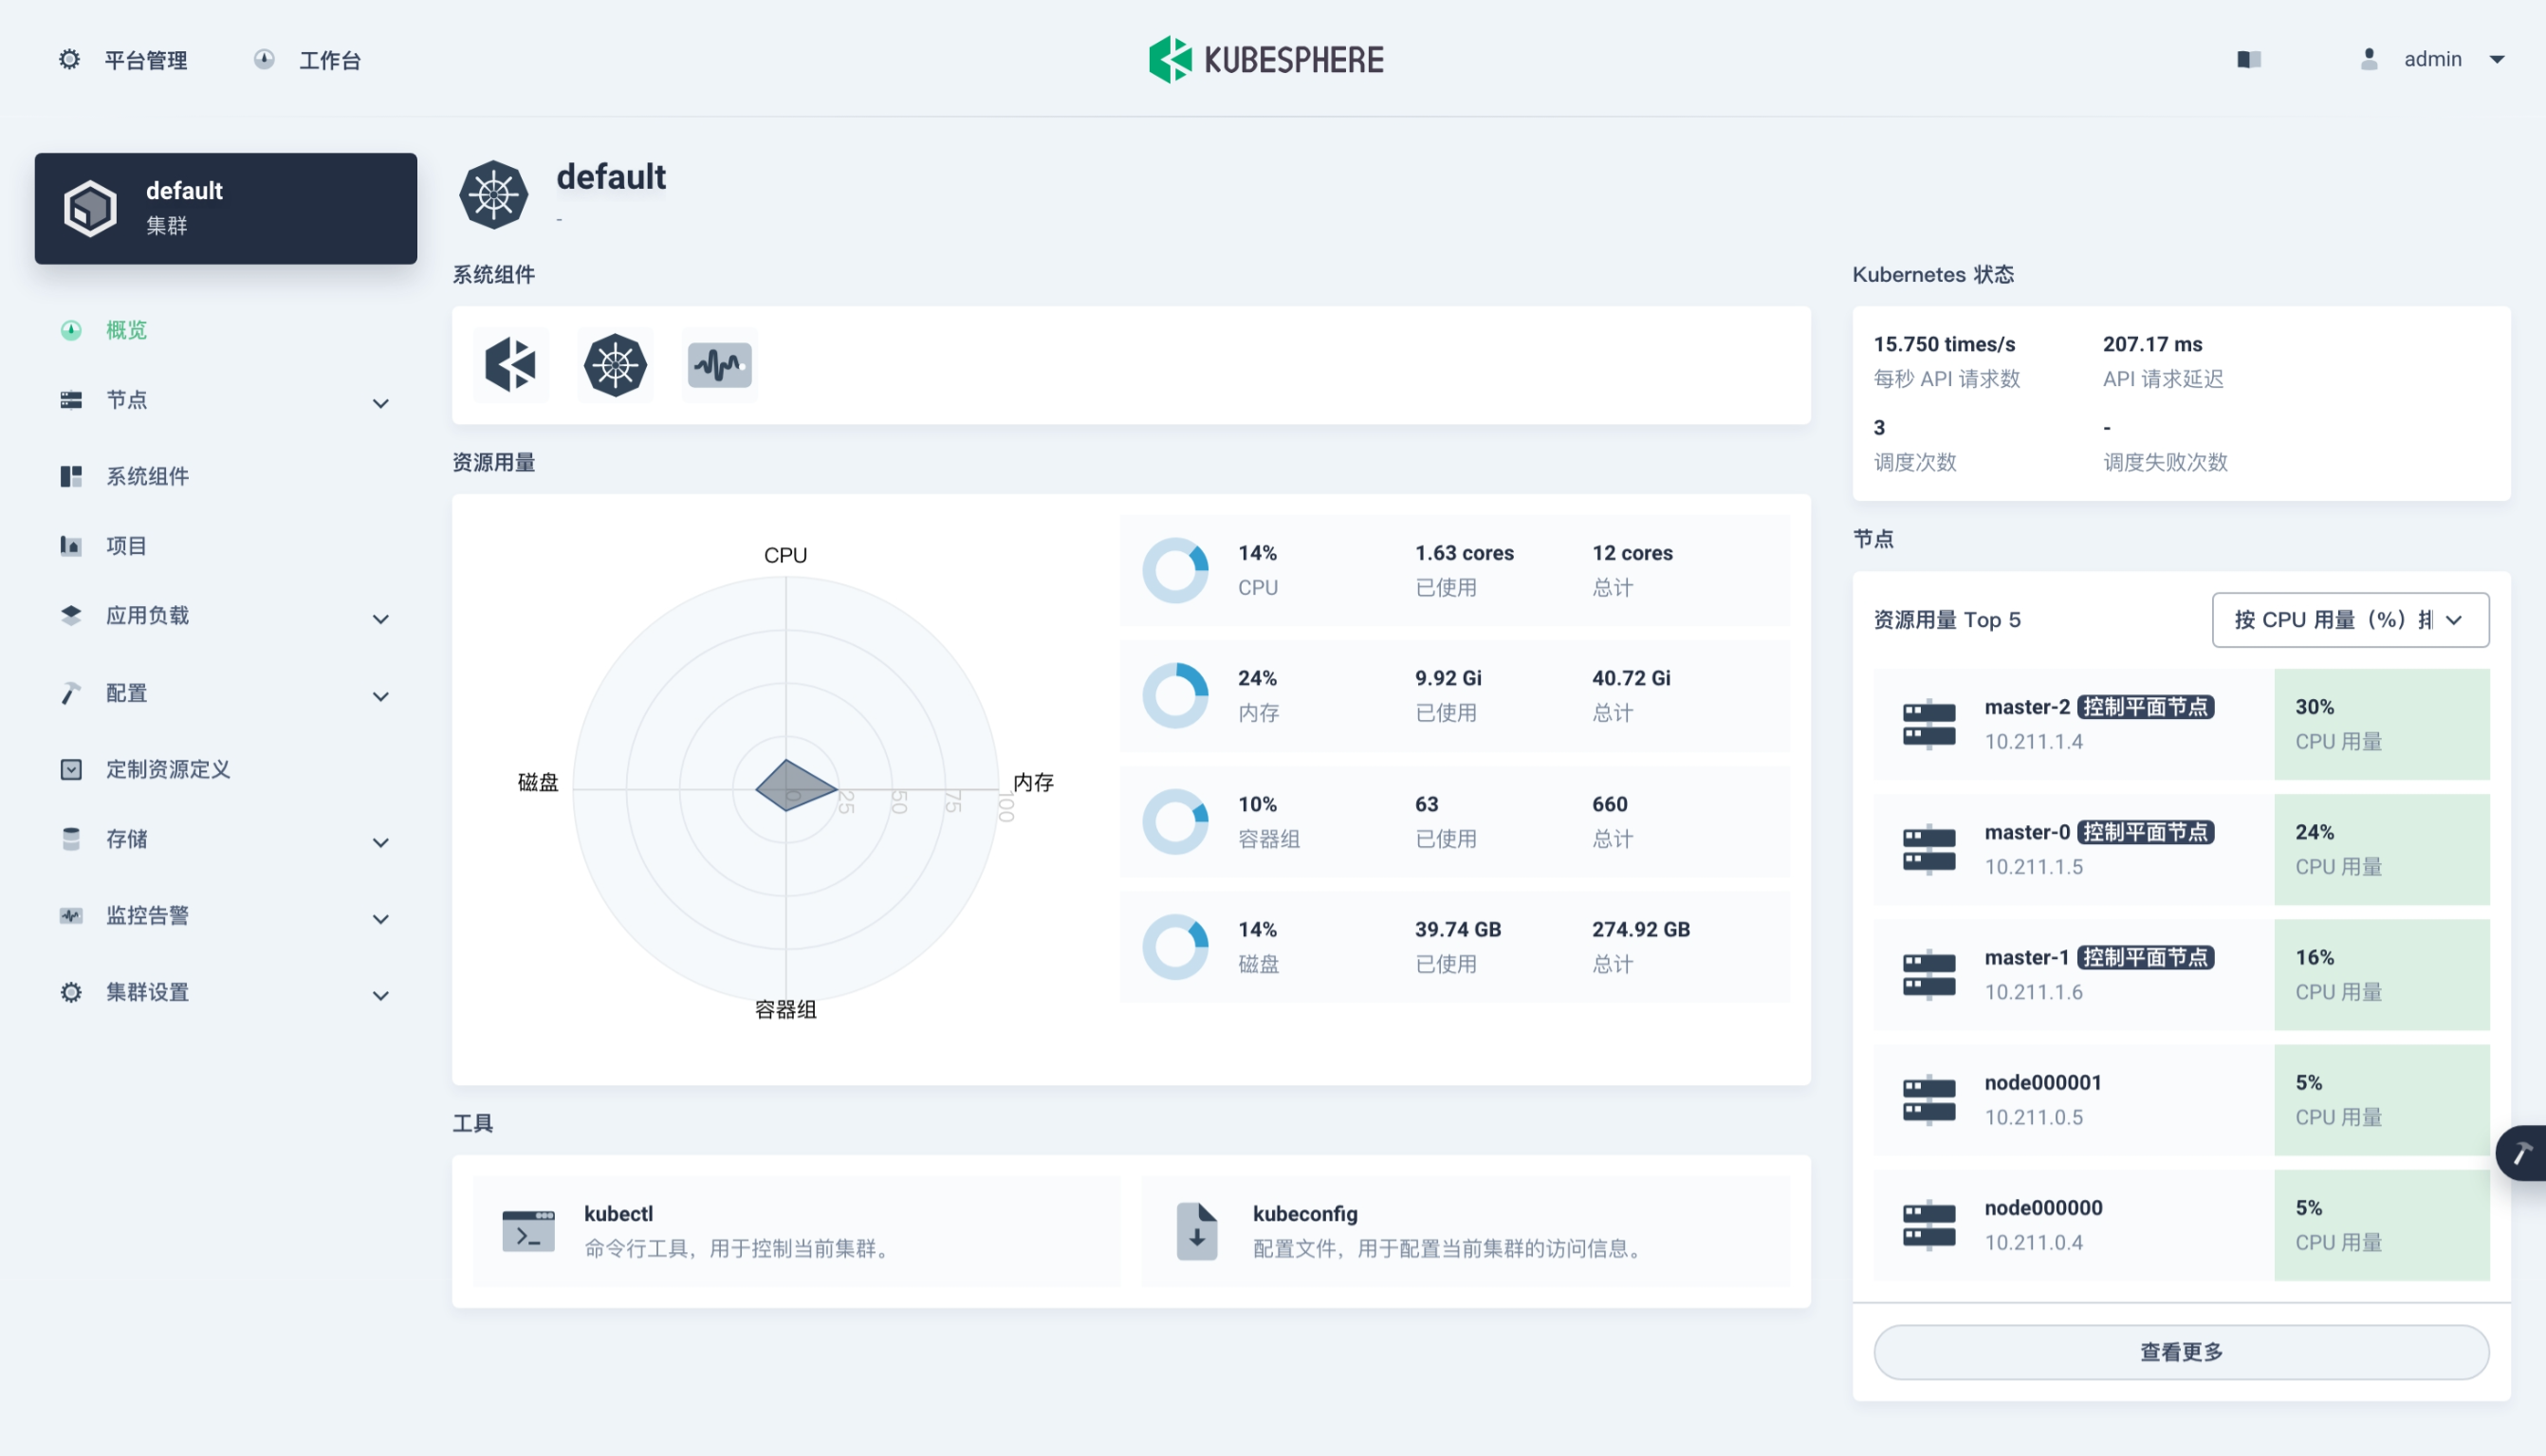 平台管理
工作台
KUBESPHERE
admin
default
集群
概览
节点
系统组件
项目
应用负载
配置
定制资源定义
存储
监控告警
集群设置
default
-
系统组件
资源用量
CPU
内存
容器组
磁盘
0
25
50
75
100
14%
CPU
1.63 cores
已使用
12 cores
总计
24%
内存
9.92 Gi
已使用
40.72 Gi
总计
10%
容器组
63
已使用
660
总计
14%
磁盘
39.74 GB
已使用
274.92 GB
总计
工具
kubectl
命令行工具，用于控制当前集群。
kubeconfig
配置文件，用于配置当前集群的访问信息。
Kubernetes 状态
15.750 times/s
每秒 API 请求数
207.17 ms
API 请求延迟
3
调度次数
-
调度失败次数
节点
资源用量 Top 5
按 CPU 用量（%）排
master-2 控制平面节点
10.211.1.4
30%
CPU 用量
master-0 控制平面节点
10.211.1.5
24%
CPU 用量
master-1 控制平面节点
10.211.1.6
16%
CPU 用量
node000001
10.211.0.5
5%
CPU 用量
node000000
10.211.0.4
5%
CPU 用量
查看更多